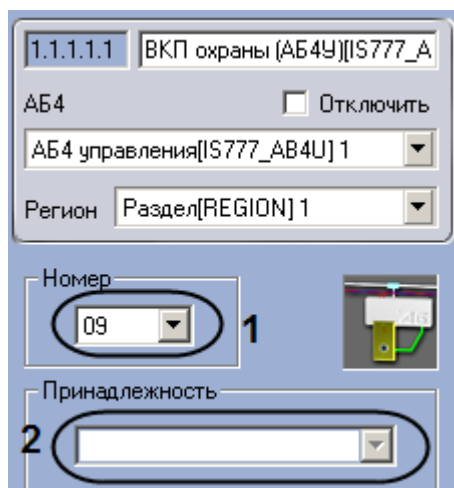 1.1.1.1.1 ВКП охраны (АБ4У)[IS777_A
АБ4 Отключить
АБ4 управления[IS777_AB4U] 1
Регион Раздел[REGION] 1
Номер
09 1
Принадлежность
2